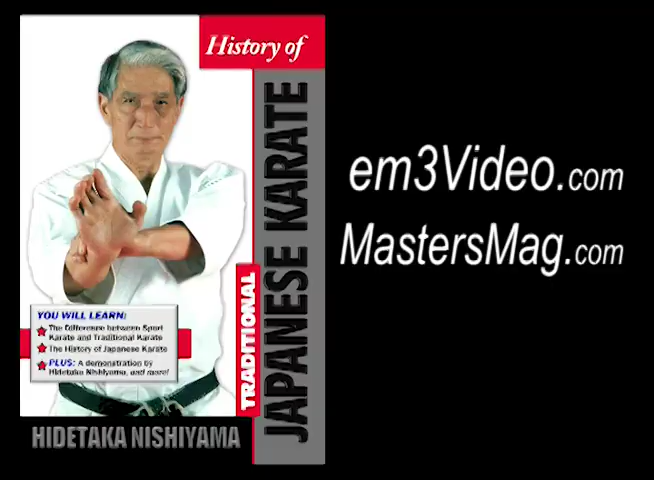 History of
TRADITIONAL
JAPANESE KARATE
YOU WILL LEARN:
The Difference between Sport
Karate and Traditional Karate
The History of Japanese Karate
PLUS: A demonstration by
Hidetaka Nishiyama, and more!
HIDETAKA NISHIYAMA
em3Video.com
MastersMag.com